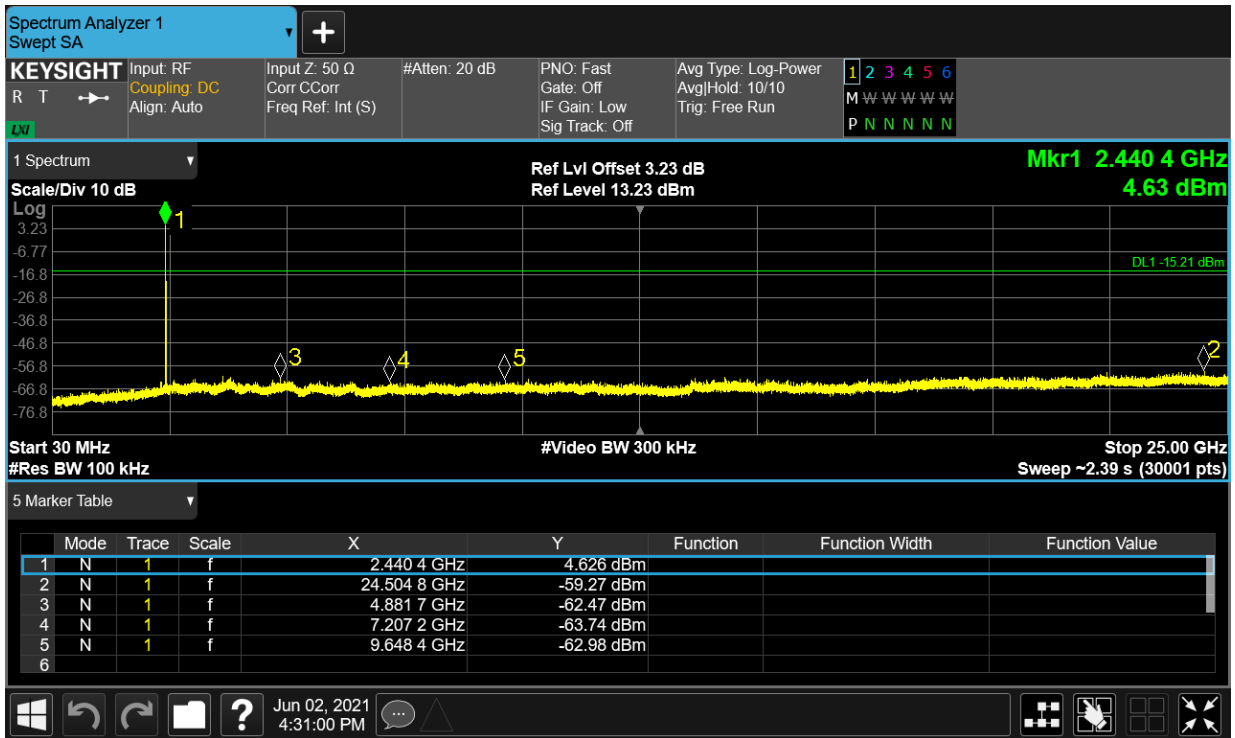 Spectrum Analyzer 1
Swept SA
KEYSIGHT
R T
LXI
Input: RF
Coupling: DC
Align: Auto
Input Z: 50 Ω
Corr CCorr
Freq Ref: Int (S)
#Atten: 20 dB
PNO: Fast
Gate: Off
IF Gain: Low
Sig Track: Off
Avg Type: Log-Power
Avg|Hold: 10/10
Trig: Free Run
1 2 3 4 5 6
M W W W W W
P N N N N N
1 Spectrum
Scale/Div 10 dB
Ref Lvl Offset 3.23 dB
Ref Level 13.23 dBm
Mkr1 2.440 4 GHz
4.63 dBm
Log
3.23
-6.77
-16.8
-26.8
-36.8
-46.8
-56.8
-66.8
-76.8
1
DL1 -15.21 dBm
3
4
5
2
Start 30 MHz
#Res BW 100 kHz
#Video BW 300 kHz
Stop 25.00 GHz
Sweep ~2.39 s (30001 pts)
5 Marker Table
Mode Trace Scale X Y Function Function Width Function Value
1 N 1 f 2.440 4 GHz 4.626 dBm
2 N 1 f 24.504 8 GHz -59.27 dBm
3 N 1 f 4.881 7 GHz -62.47 dBm
4 N 1 f 7.207 2 GHz -63.74 dBm
5 N 1 f 9.648 4 GHz -62.98 dBm
6
?
Jun 02, 2021
4:31:00 PM